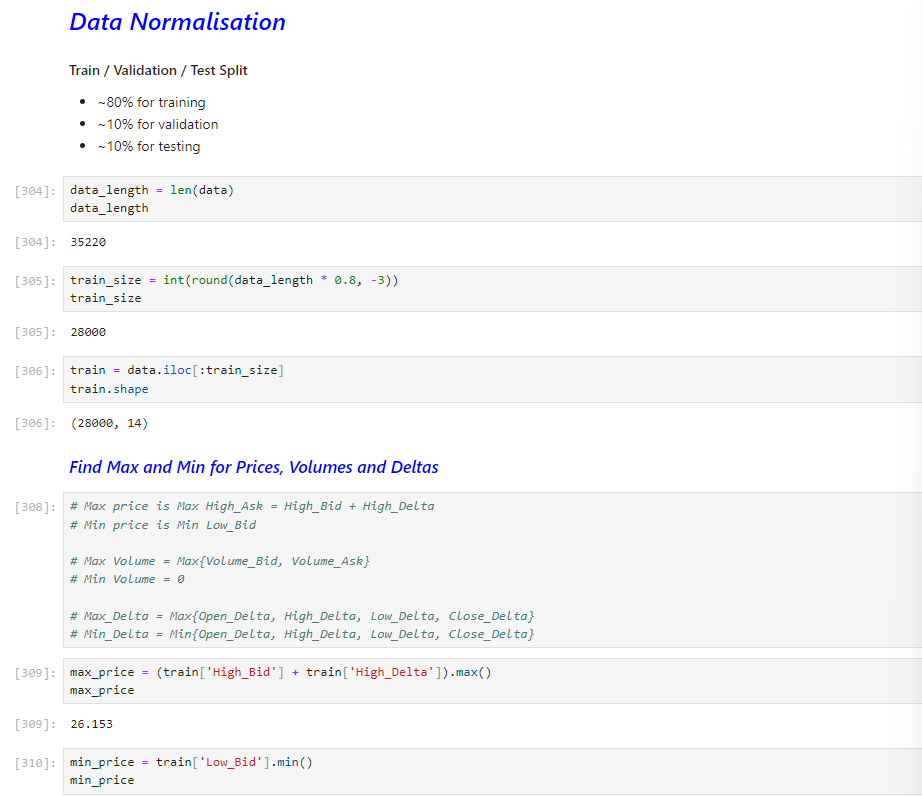 Data Normalisation
Train / Validation / Test Split
• ~80% for training
• ~10% for validation
• ~10% for testing
[304]: data_length = len(data)
data_length
[304]: 35220
[305]: train_size = int(round(data_length * 0.8, -3))
train_size
[305]: 28000
[306]: train = data.iloc[:train_size]
train.shape
[306]: (28000, 14)
Find Max and Min for Prices, Volumes and Deltas
[308]: # Max price is Max High_Ask = High_Bid + High_Delta
# Min price is Min Low_Bid
# Max Volume = Max{Volume_Bid, Volume_Ask}
# Min Volume = 0
# Max_Delta = Max{Open_Delta, High_Delta, Low_Delta, Close_Delta}
# Min_Delta = Min{Open_Delta, High_Delta, Low_Delta, Close_Delta}
[309]: max_price = (train['High_Bid'] + train['High_Delta']).max()
max_price
[309]: 26.153
[310]: min_price = train['Low_Bid'].min()
min_price